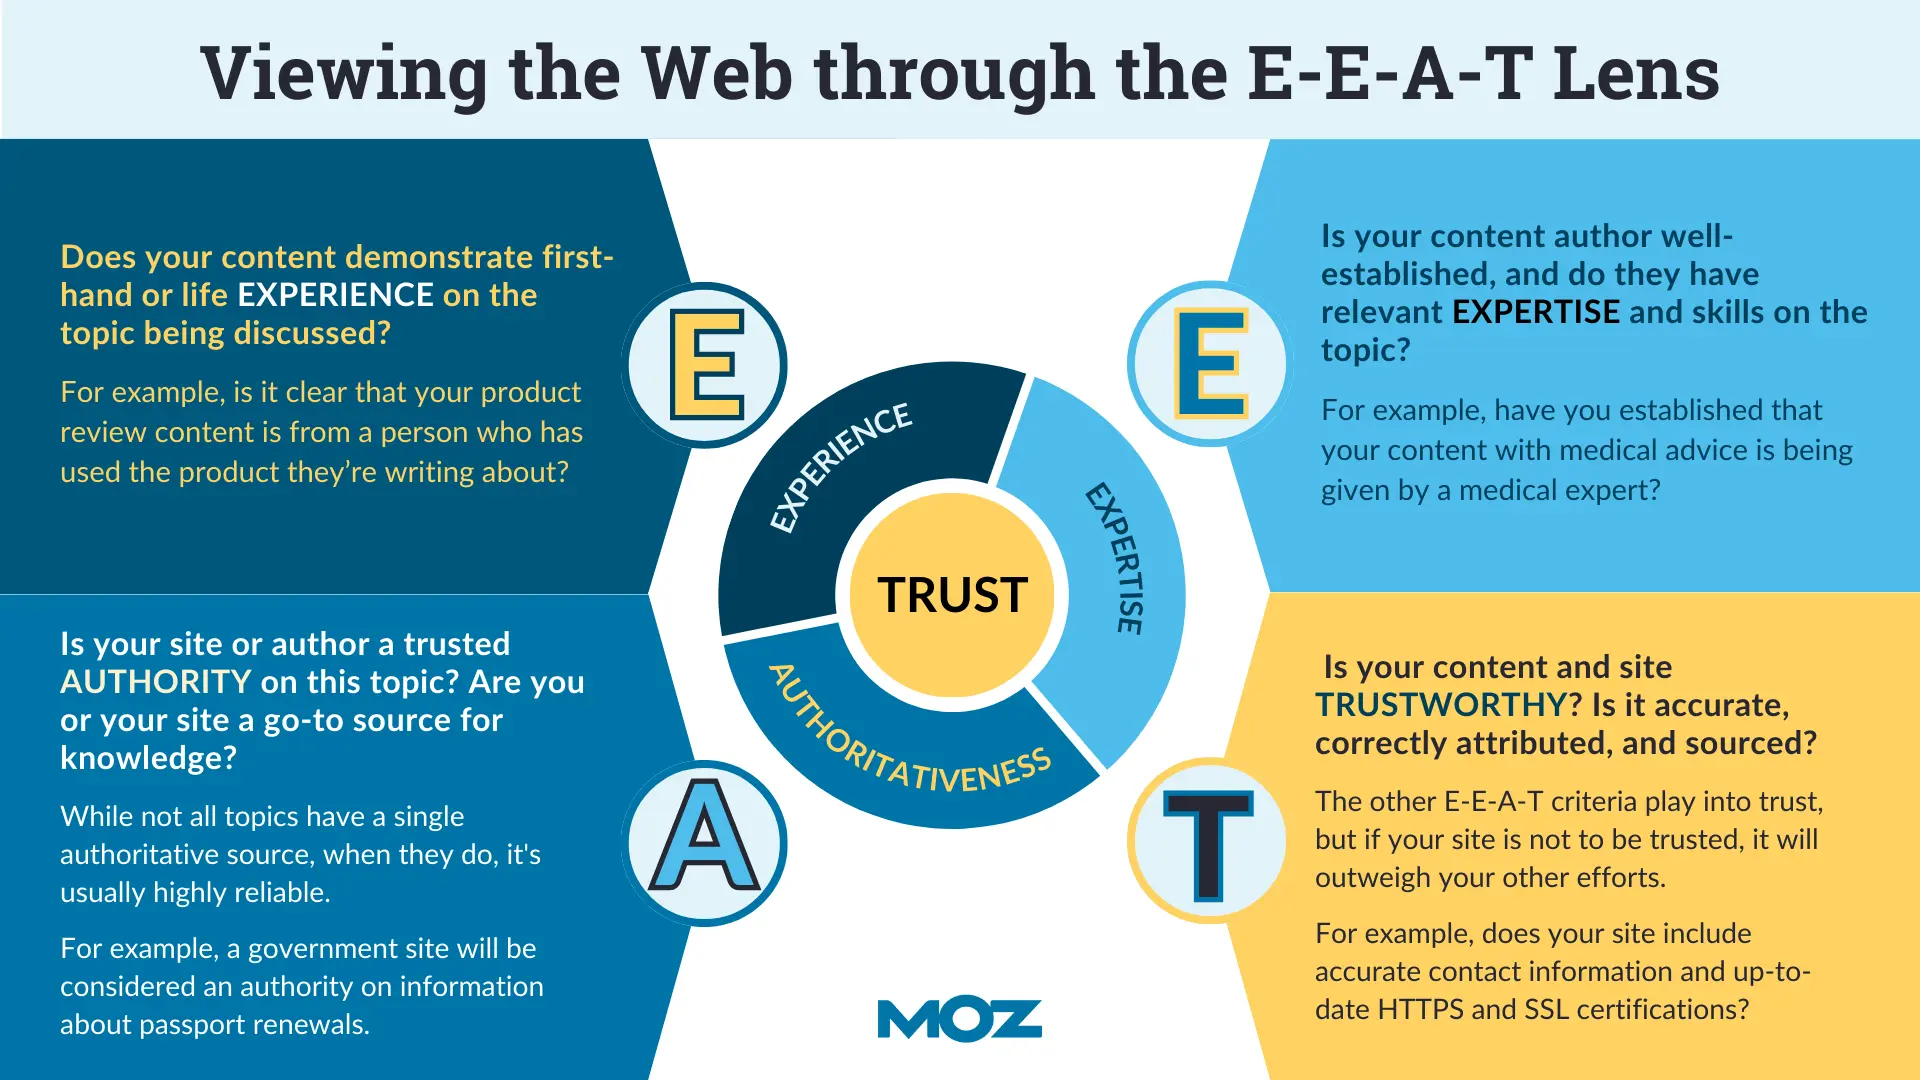 Viewing the Web through the E-E-A-T Lens
Does your content demonstrate first-
hand or life EXPERIENCE on the
topic being discussed?
For example, is it clear that your product
review content is from a person who has
used the product they’re writing about?
E
E
Is your content author well-
established, and do they have
relevant EXPERTISE and skills on the
topic?
For example, have you established that
your content with medical advice is being
given by a medical expert?
EXPERIENCE
EXPERTISE
TRUST
AUTHORITATIVENESS
Is your site or author a trusted
AUTHORITY on this topic? Are you
or your site a go-to source for
knowledge?
While not all topics have a single
authoritative source, when they do, it's
usually highly reliable.
For example, a government site will be
considered an authority on information
about passport renewals.
A
T
Is your content and site
TRUSTWORTHY? Is it accurate,
correctly attributed, and sourced?
The other E-E-A-T criteria play into trust,
but if your site is not to be trusted, it will
outweigh your other efforts.
For example, does your site include
accurate contact information and up-to-
date HTTPS and SSL certifications?
MOZ